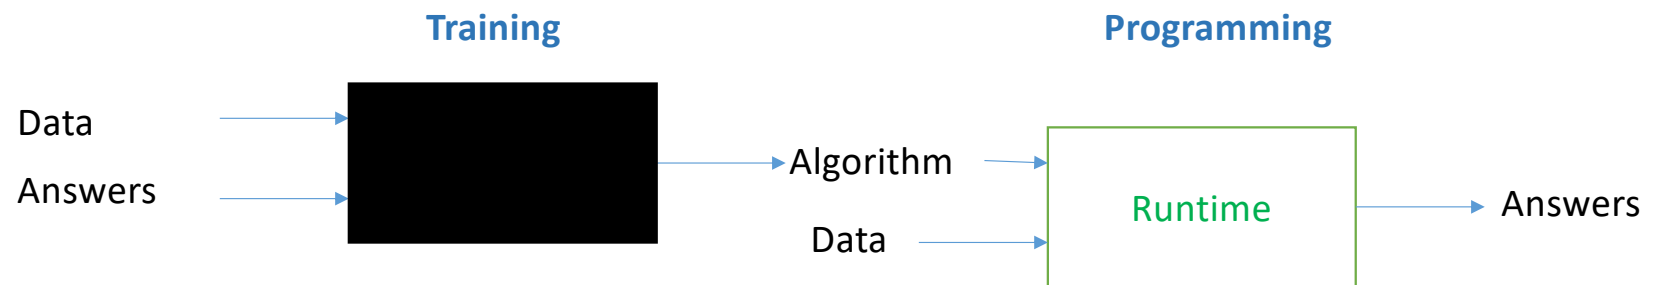 Training
Programming
Data
Answers
Algorithm
Data
Runtime
Answers